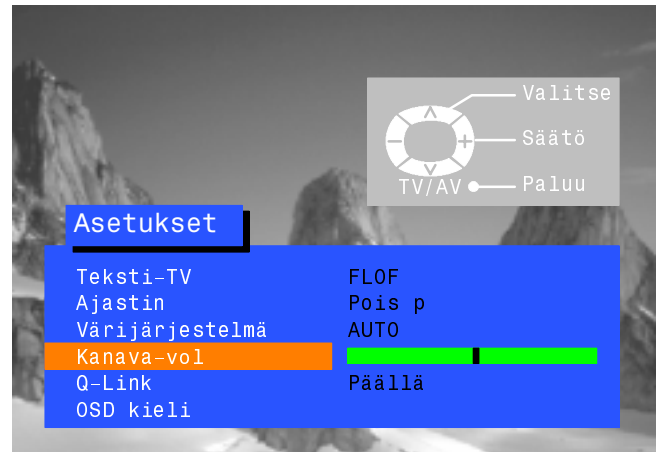 Valitse
Säätö
TV/AV Paluu
Asetukset
Teksti-TV FLOF
Ajastin Pois p
Värijärjestelmä AUTO
Kanava-vol
Q-Link Päällä
OSD kieli